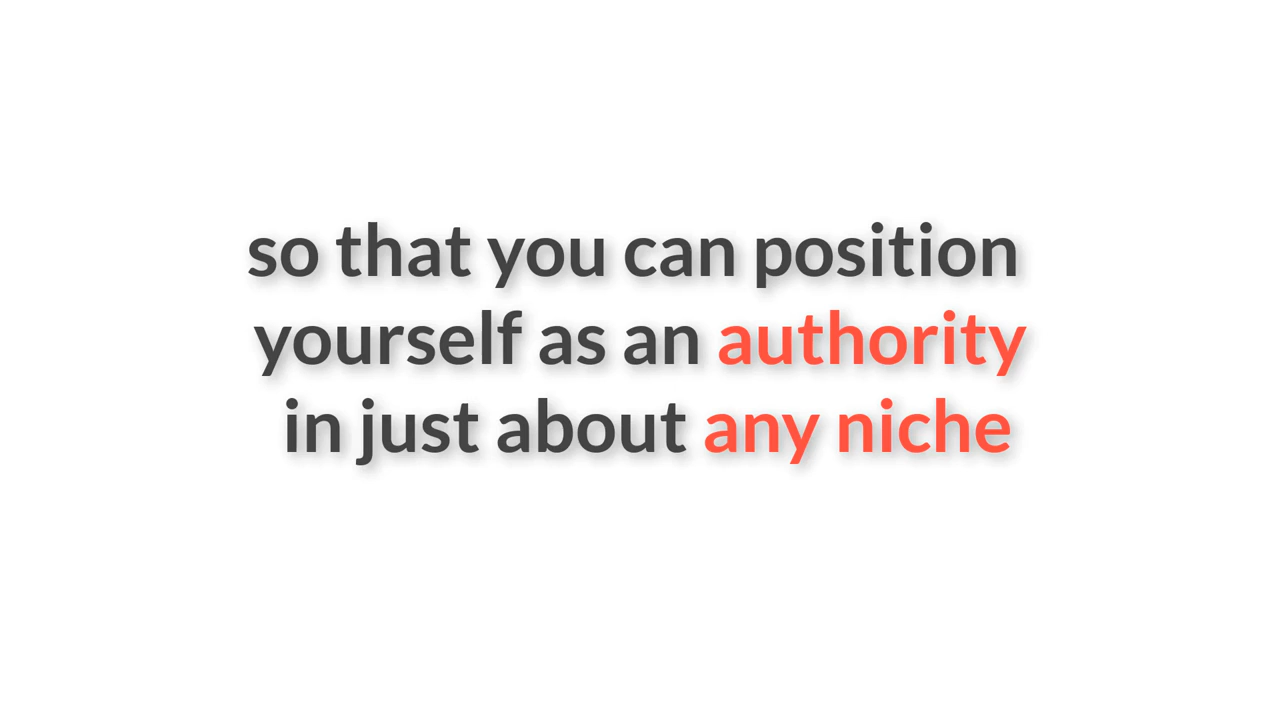 so that you can position
yourself as an authority
in just about any niche